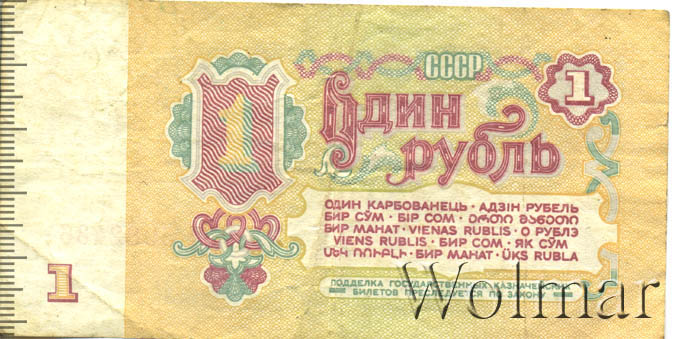 СССР
1
1
Один
рубль
ОДИН КАРБОВАНЕЦЬ · АДЗІН РУБЕЛЬ
БИР СЎМ · БІР СОМ · ᲔᲠᲗᲘ ᲛᲐᲜᲔᲗᲘ
БИР МАНАТ · VIENAS RUBLIS · О РУБЛЭ
VIENS RUBLIS · БИР СОМ · ЯК СЎМ
ՄԵԿ ՌՈՒԲԼԻ · БИР МАНАТ · ÜKS RUBLA
1
ПОДДЕЛКА ГОСУДАРСТВЕННЫХ КАЗНАЧЕЙСКИХ
БИЛЕТОВ ПРЕСЛЕДУЕТСЯ ПО ЗАКОНУ
Wolmar